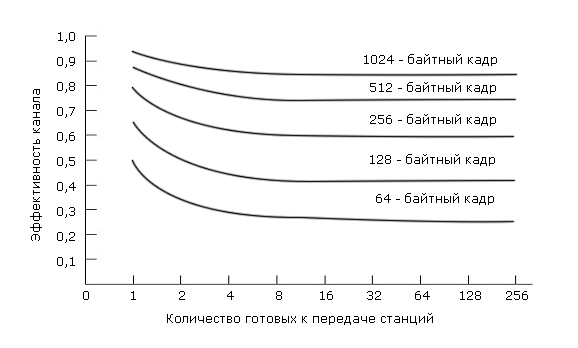 1,0
0,9
0,8
0,7
0,6
0,5
0,4
0,3
0,2
0,1
Эффективность канала
1024 - байтный кадр
512 - байтный кадр
256 - байтный кадр
128 - байтный кадр
64 - байтный кадр
0 1 2 4 8 16 32 64 128 256
Количество готовых к передаче станций